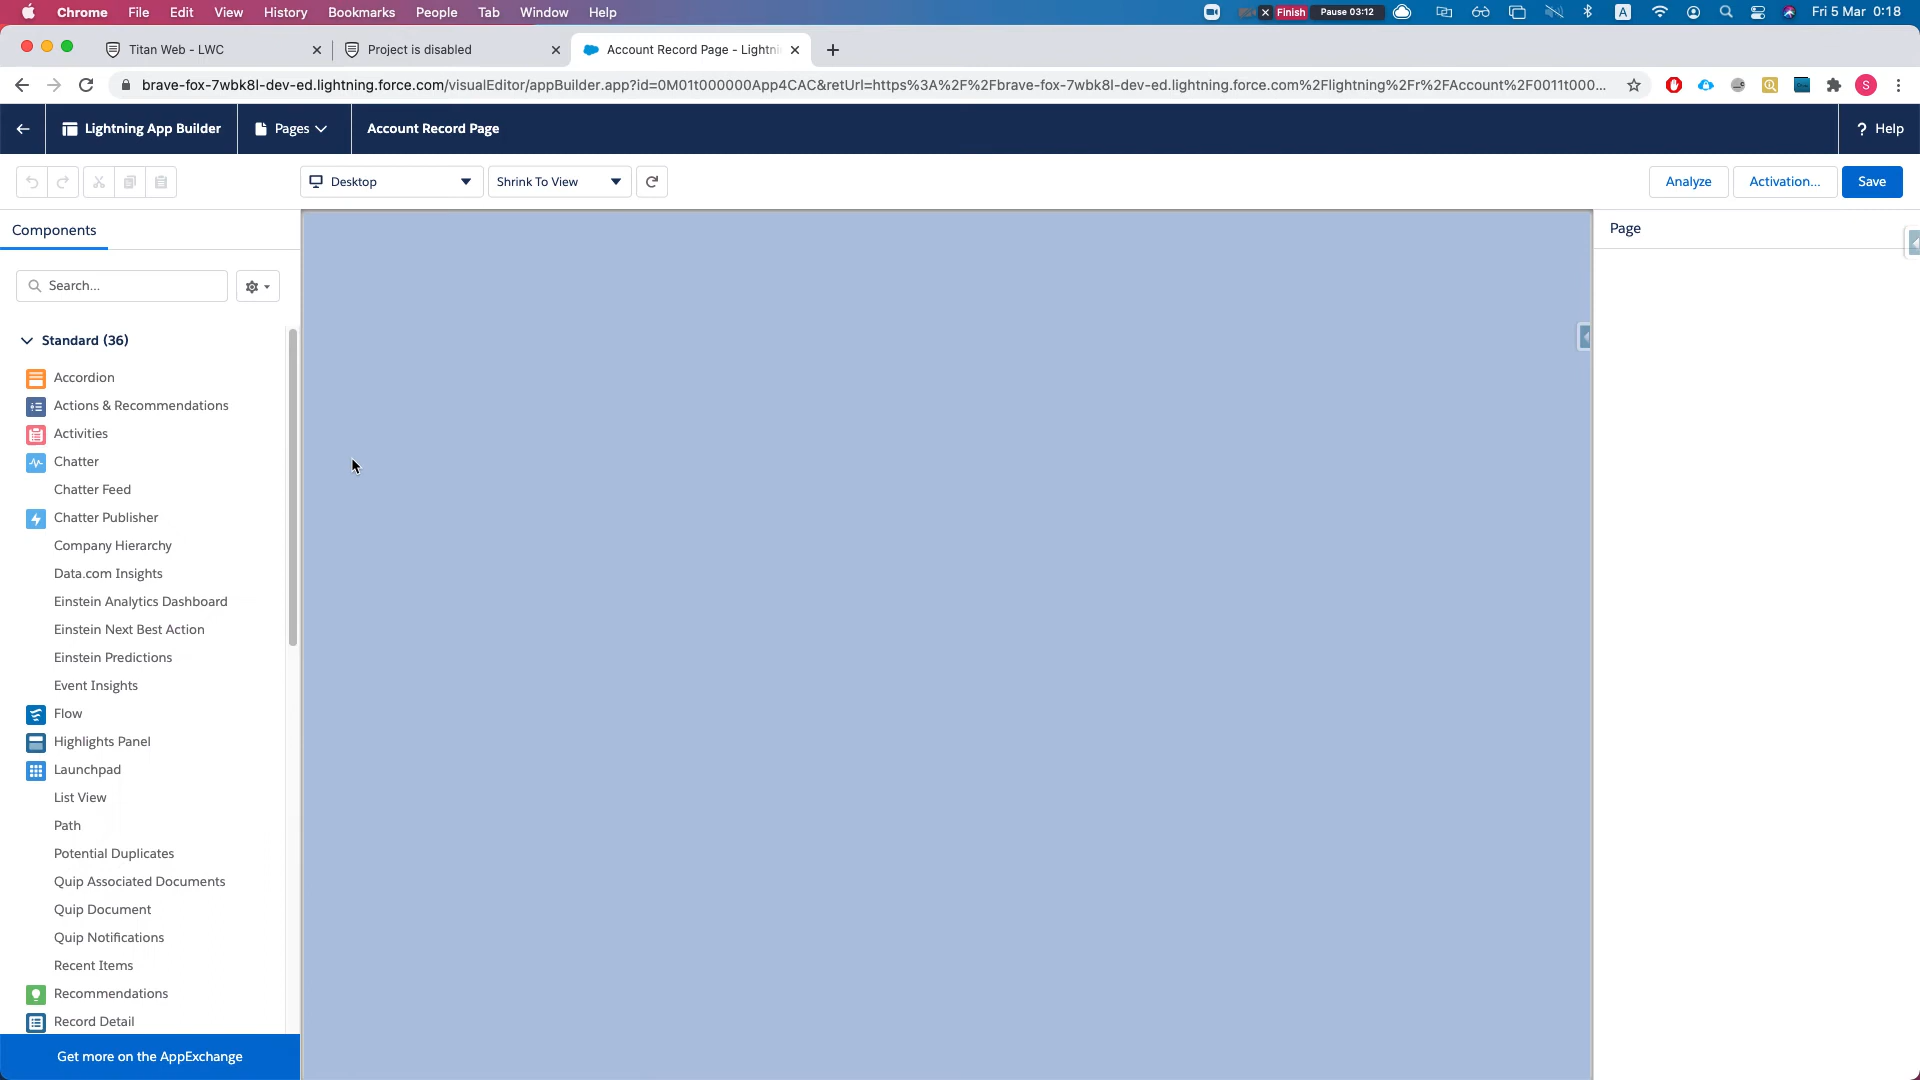 Chrome File Edit View History Bookmarks People Tab Window Help Finish Pause 03:12 A Fri 5 Mar 0:18
Titan Web - LWC Project is disabled Account Record Page - Lightni
brave-fox-7wbk8l-dev-ed.lightning.force.com/visualEditor/appBuilder.app?id=0M01t000000App4CAC&retUrl=https%3A%2F%2Fbrave-fox-7wbk8l-dev-ed.lightning.force.com%2Flightning%2Fr%2FAccount%2F0011t000... S
Lightning App Builder Pages Account Record Page ? Help
Desktop Shrink To View Analyze Activation... Save
Components Page
Search...
Standard (36)
Accordion
Actions & Recommendations
Activities
Chatter
Chatter Feed
Chatter Publisher
Company Hierarchy
Data.com Insights
Einstein Analytics Dashboard
Einstein Next Best Action
Einstein Predictions
Event Insights
Flow
Highlights Panel
Launchpad
List View
Path
Potential Duplicates
Quip Associated Documents
Quip Document
Quip Notifications
Recent Items
Recommendations
Record Detail
Get more on the AppExchange